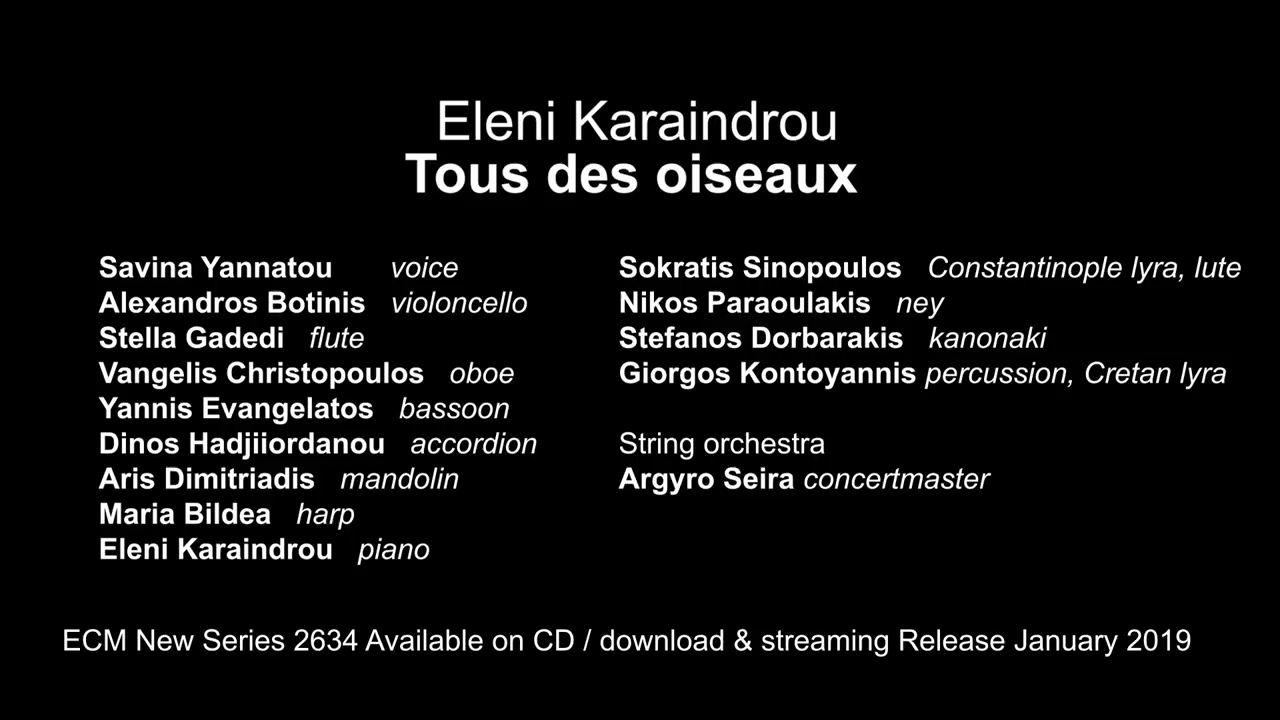 Eleni Karaindrou
Tous des oiseaux
Savina Yannatou voice
Alexandros Botinis violoncello
Stella Gadedi flute
Vangelis Christopoulos oboe
Yannis Evangelatos bassoon
Dinos Hadjiiordanou accordion
Aris Dimitriadis mandolin
Maria Bildea harp
Eleni Karaindrou piano
Sokratis Sinopoulos Constantinople lyra, lute
Nikos Paraoulakis ney
Stefanos Dorbarakis kanonaki
Giorgos Kontoyannis percussion, Cretan lyra
String orchestra
Argyro Seira concertmaster
ECM New Series 2634 Available on CD / download & streaming Release January 2019